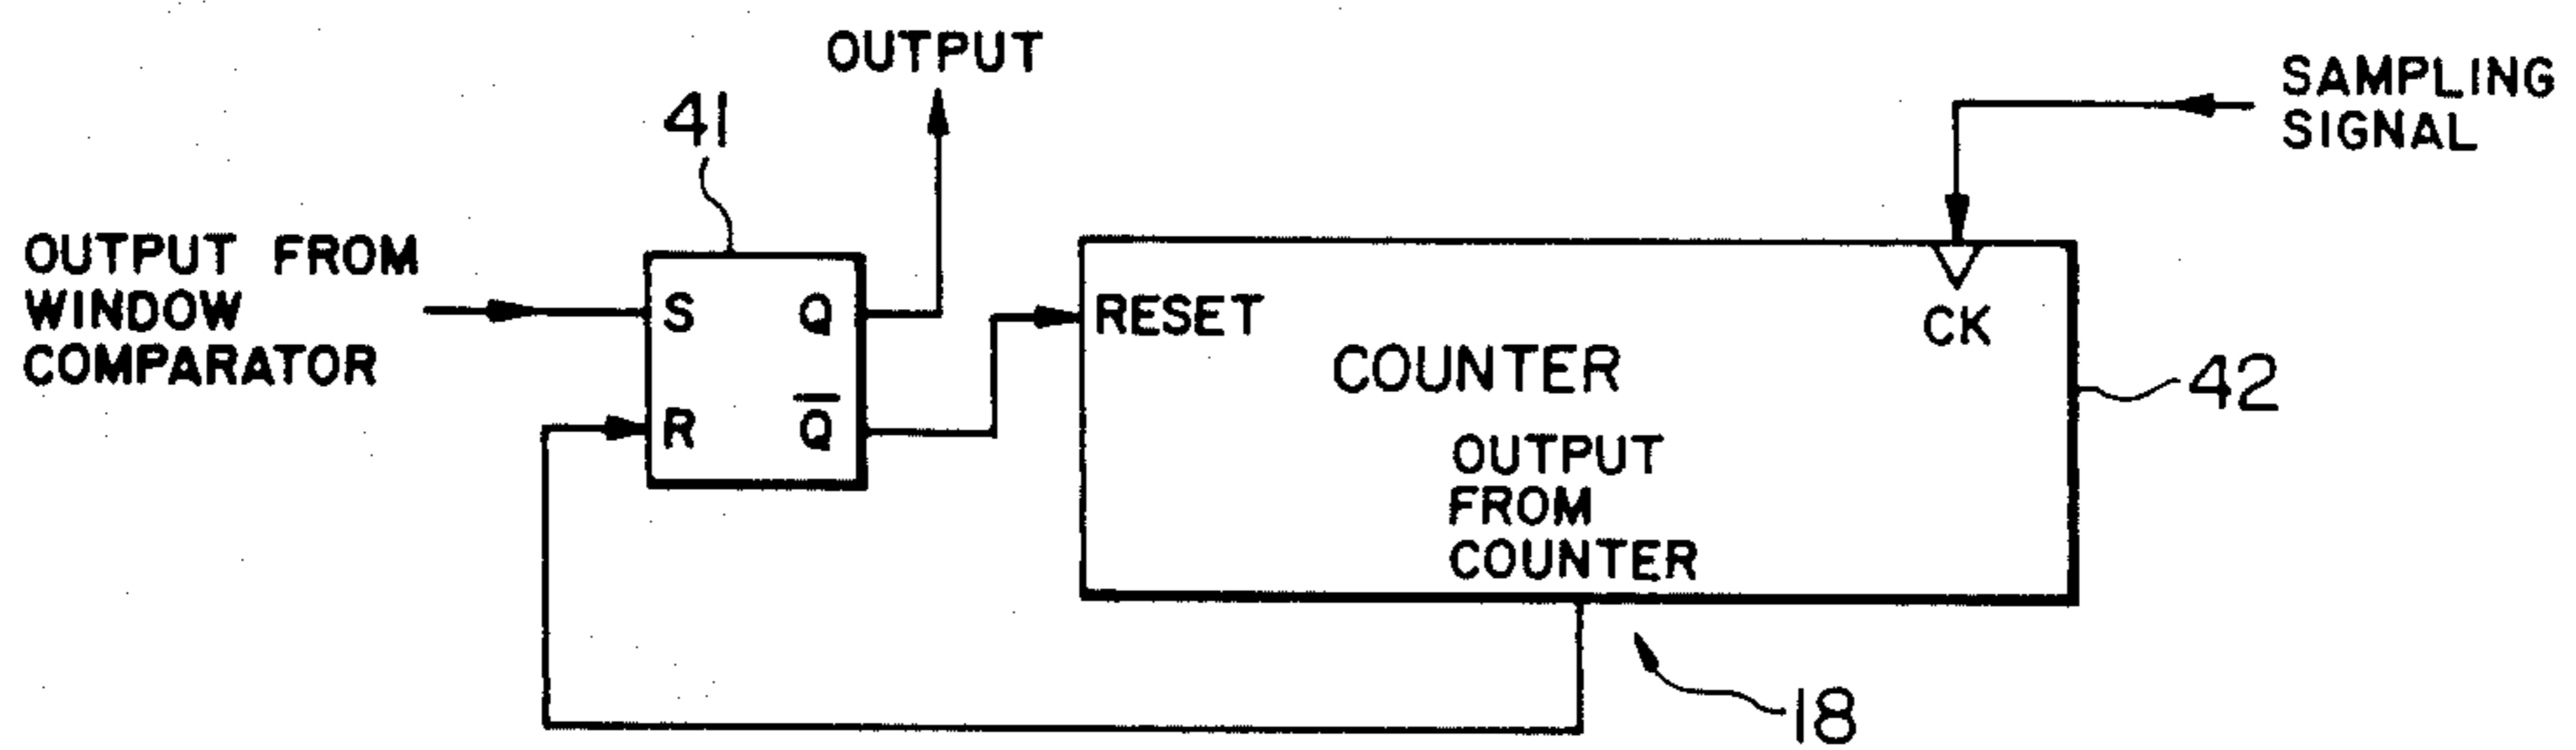 OUTPUT
SAMPLING
SIGNAL
41
OUTPUT FROM
WINDOW
COMPARATOR
S
Q
R
Q̅
RESET
CK
COUNTER
42
OUTPUT
FROM
COUNTER
18